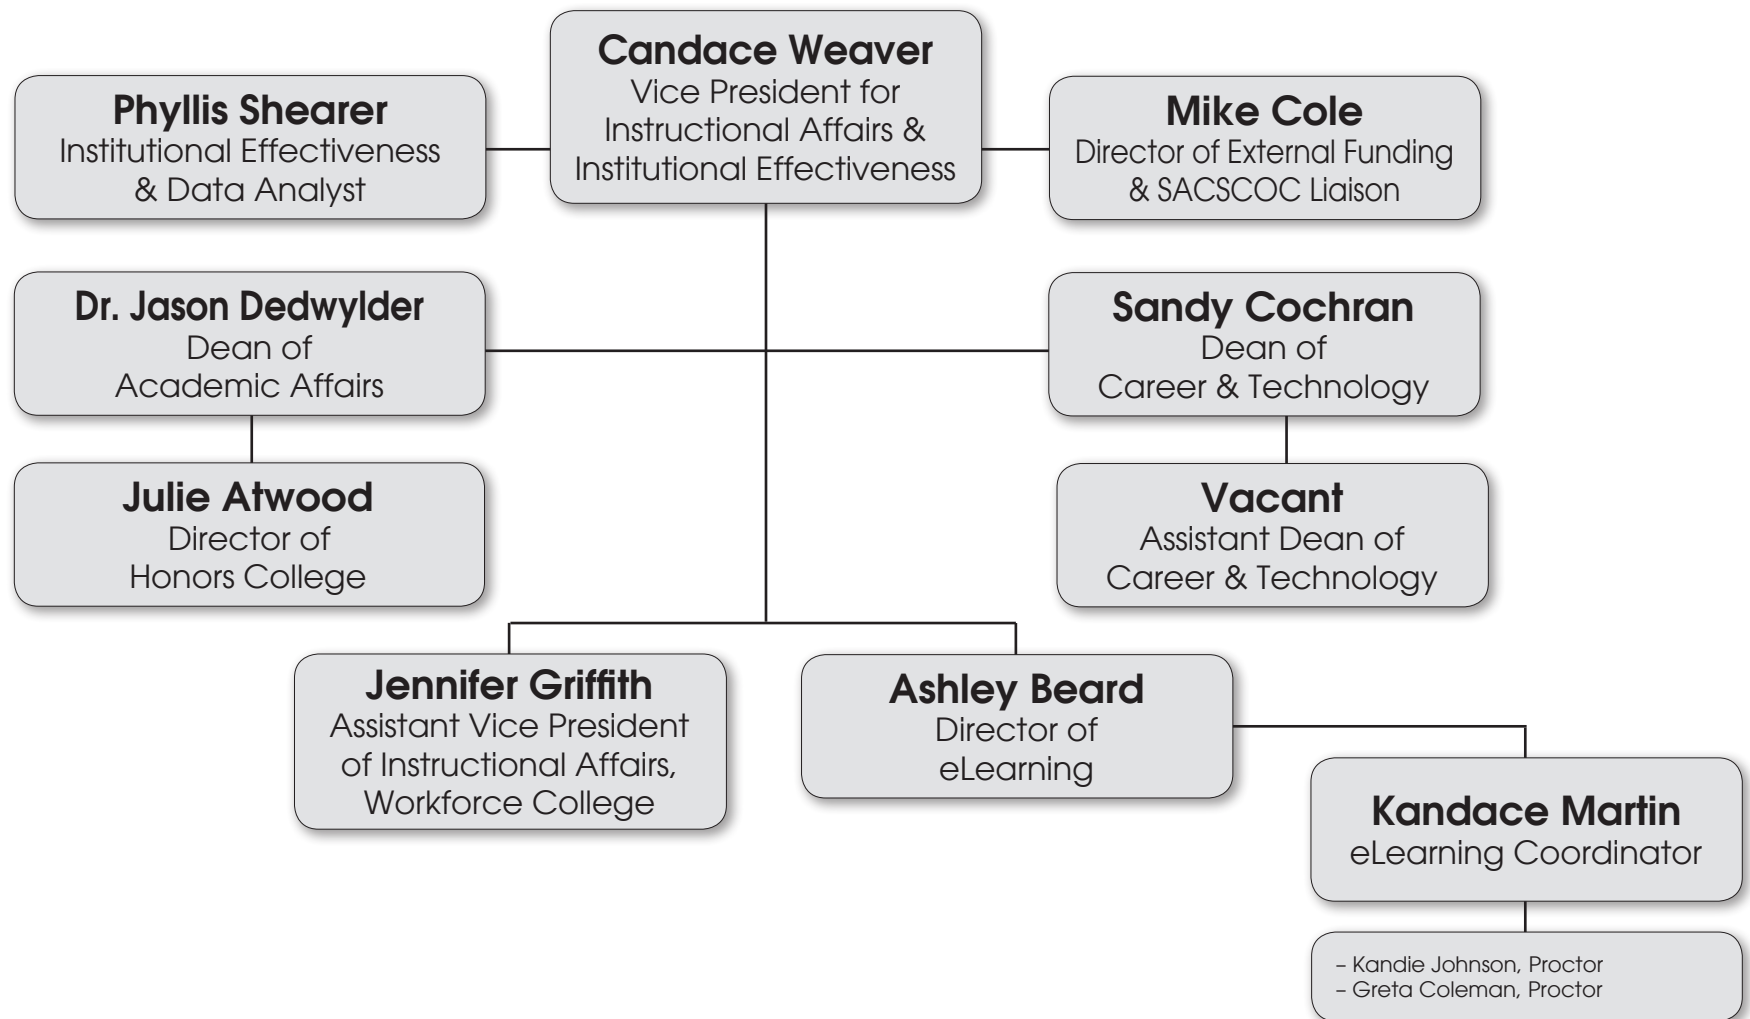 Candace Weaver
Vice President for
Instructional Affairs &
Institutional Effectiveness
Phyllis Shearer
Institutional Effectiveness
& Data Analyst
Mike Cole
Director of External Funding
& SACSCOC Liaison
Dr. Jason Dedwylder
Dean of
Academic Affairs
Sandy Cochran
Dean of
Career & Technology
Julie Atwood
Director of
Honors College
Vacant
Assistant Dean of
Career & Technology
Jennifer Griffith
Assistant Vice President
of Instructional Affairs,
Workforce College
Ashley Beard
Director of
eLearning
Kandace Martin
eLearning Coordinator
– Kandie Johnson, Proctor
– Greta Coleman, Proctor